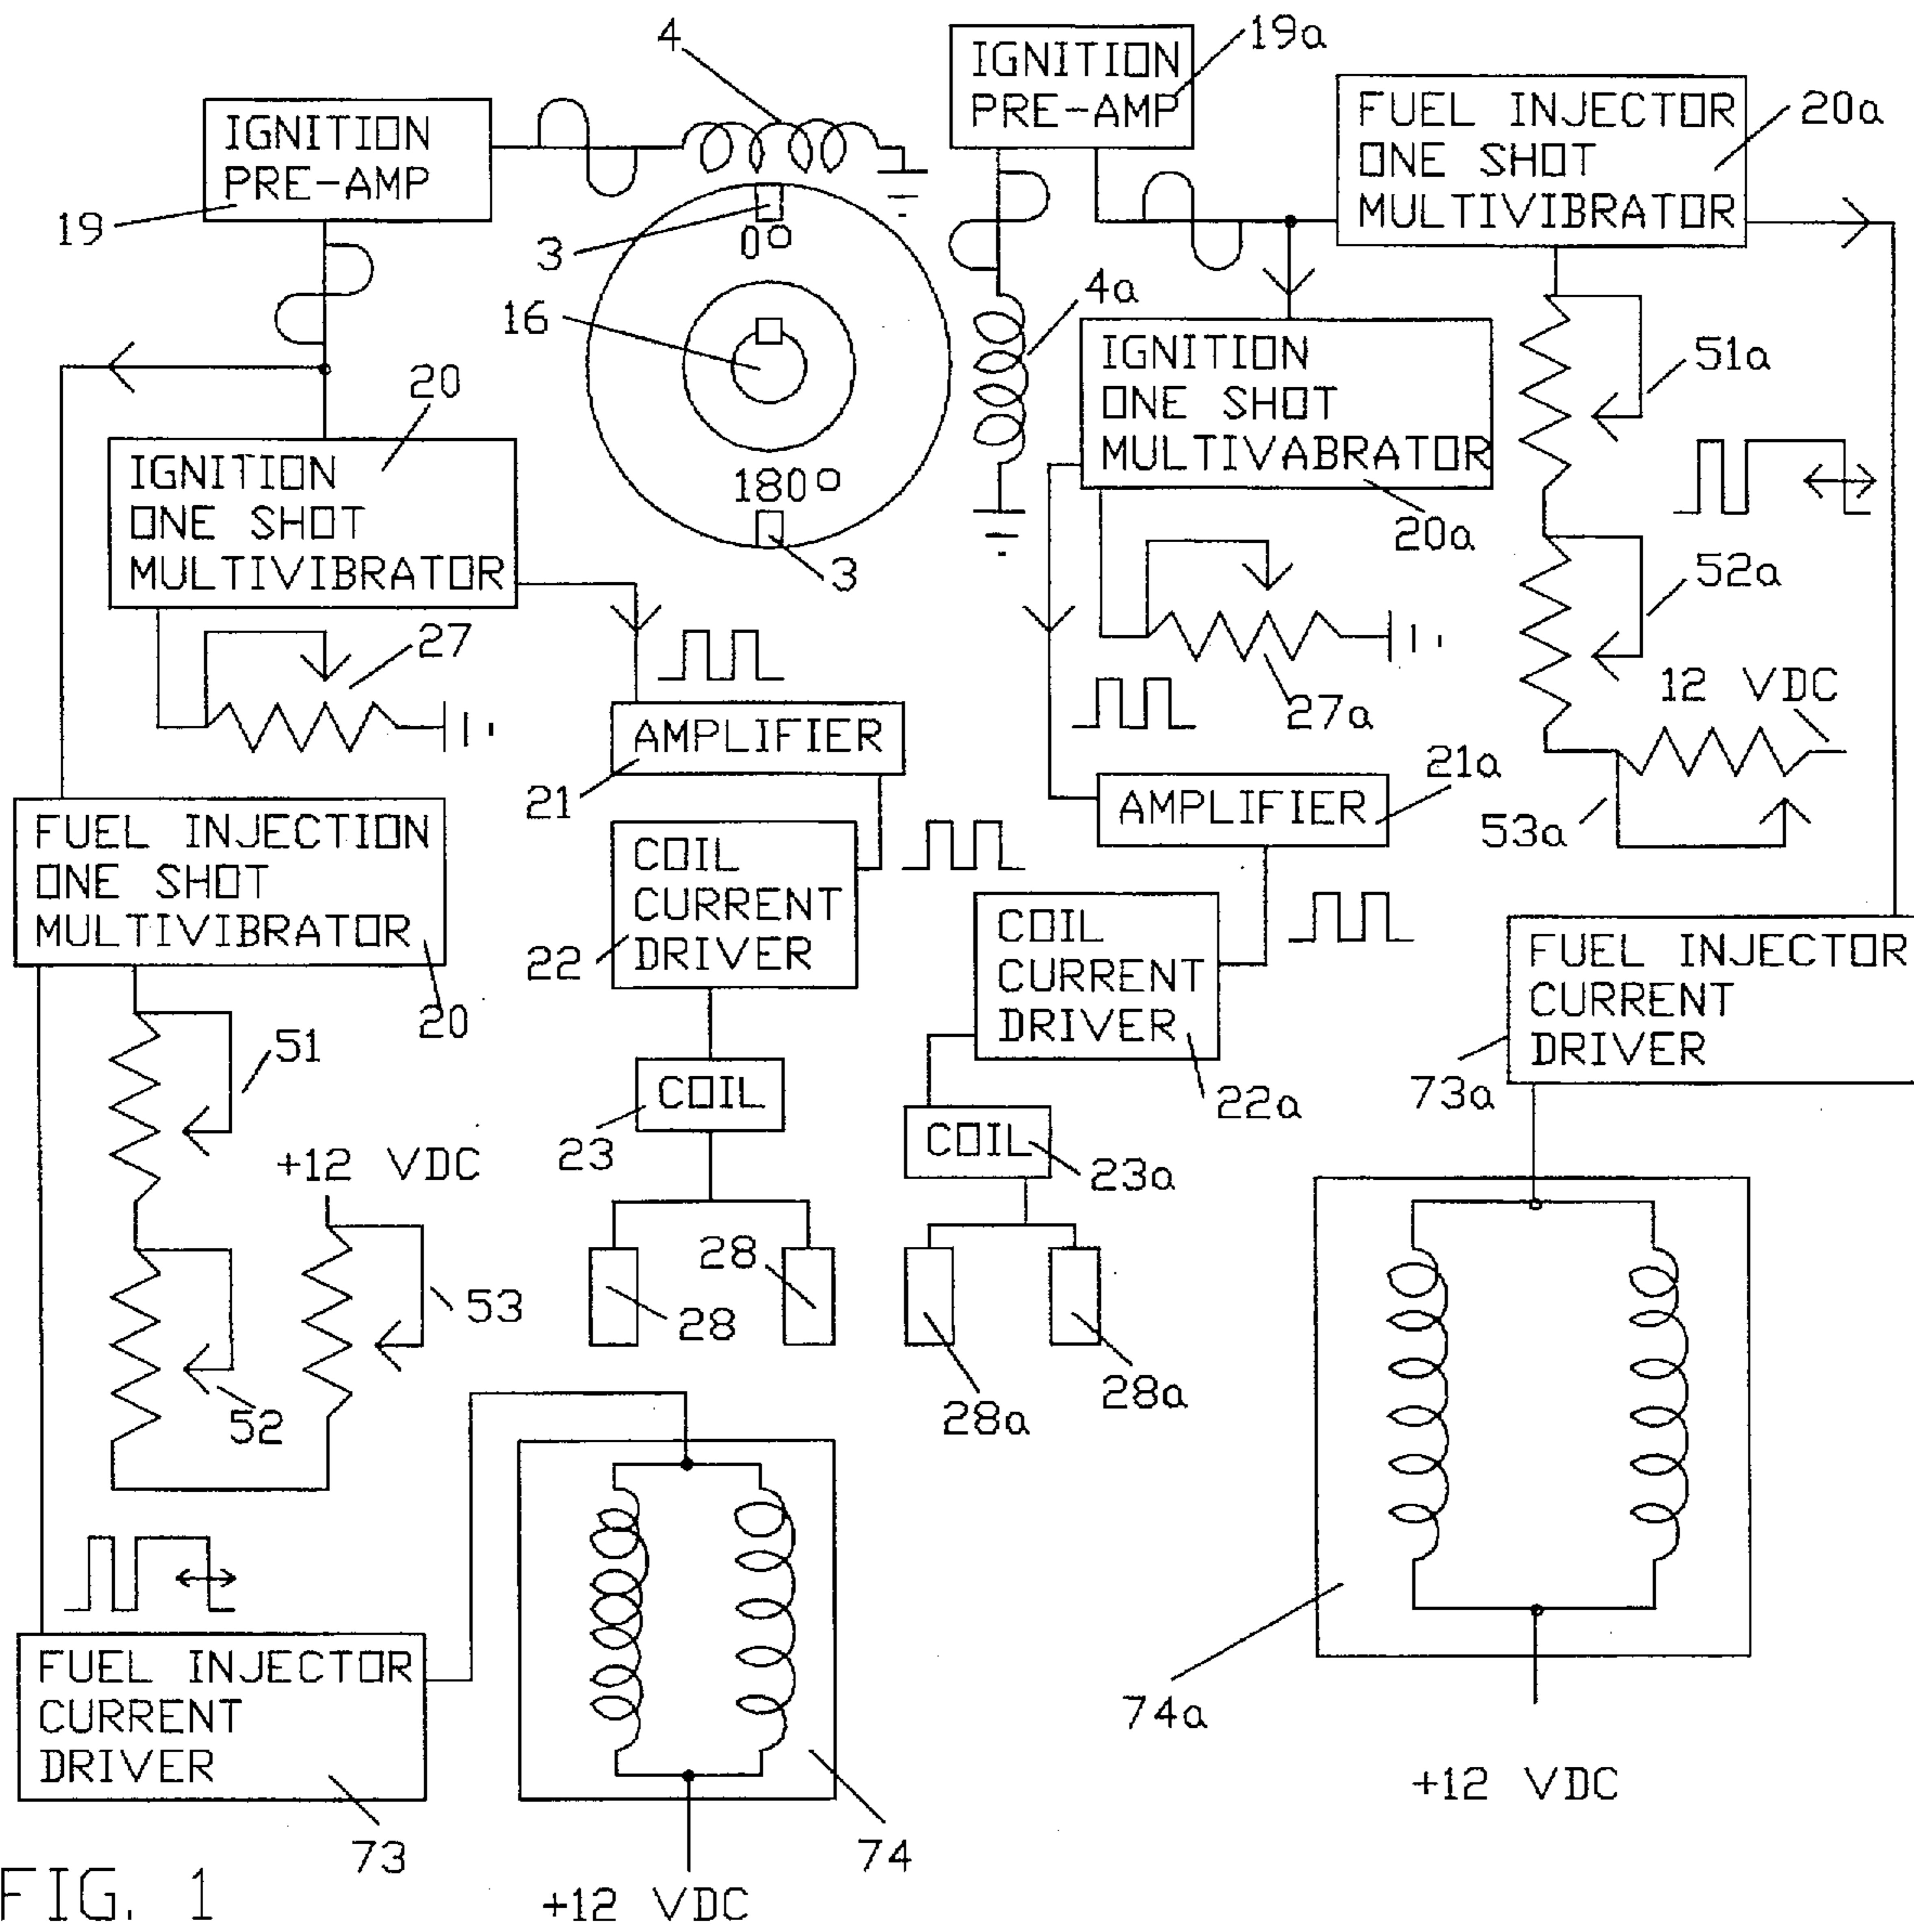 4
IGNITION
PRE-AMP
19a
IGNITION
PRE-AMP
19
FUEL INJECTOR
ONE SHOT
MULTIVIBRATOR
20a
3
0°
16
180°
3
4a
20
IGNITION
ONE SHOT
MULTIVIBRATOR
27
IGNITION
ONE SHOT
MULTIVABRATOR
20a
51a
52a
27a
12 VDC
53a
AMPLIFIER
21
AMPLIFIER
21a
FUEL INJECTION
ONE SHOT
MULTIVIBRATOR
20
COIL
CURRENT
DRIVER
22
COIL
CURRENT
DRIVER
22a
FUEL INJECTOR
CURRENT
DRIVER
73a
51
COIL
23
COIL
23a
+12 VDC
53
52
28
28
28a
28a
FUEL INJECTOR
CURRENT
DRIVER
73
74
+12 VDC
74a
+12 VDC
FIG. 1